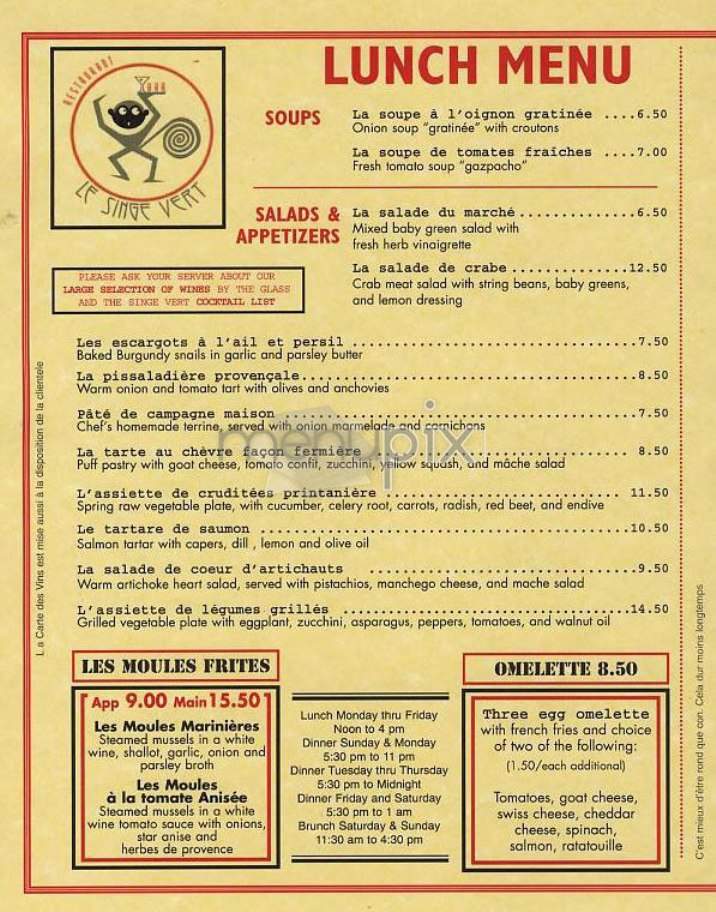 RESTAURANT
LE SINGE VERT
LUNCH MENU
SOUPS
La soupe à l'oignon gratinée ....6.50
Onion soup "gratinée" with croutons
La soupe de tomates fraîches ....7.00
Fresh tomato soup "gazpacho"
SALADS &
APPETIZERS
La salade du marché..............6.50
Mixed baby green salad with
fresh herb vinaigrette
La salade de crabe..............12.50
Crab meat salad with string beans, baby greens,
and lemon dressing
PLEASE ASK YOUR SERVER ABOUT OUR
LARGE SELECTION OF WINES BY THE GLASS
AND THE SINGE VERT COCKTAIL LIST
Les escargots à l'ail et persil ..................................7.50
Baked Burgundy snails in garlic and parsley butter
La pissaladière provençale.....................................8.50
Warm onion and tomato tart with olives and anchovies
Pâté de campagne maison .......................................7.50
Chef's homemade terrine, served with onion marmelade and cornichons
La tarte au chèvre façon fermière .............................. 8.50
Puff pastry with goat cheese, tomato confit, zucchini, yellow squash, and mâche salad
L'assiette de cruditées printanière ............................ 11.50
Spring raw vegetable plate, with cucumber, celery root, carrots, radish, red beet, and endive
Le tartare de saumon .........................................10.50
Salmon tartar with capers, dill , lemon and olive oil
La salade de coeur d'artichauts ..............................9.50
Warm artichoke heart salad, served with pistachios, manchego cheese, and mache salad
L'assiette de légumes grillés ................................14.50
Grilled vegetable plate with eggplant, zucchini, asparagus, peppers, tomatoes, and walnut oil
menupix
L a Carte des Vins est mise aussi à la disposition de la clientele
LES MOULES FRITES
App 9.00 Main 15.50
Les Moules Marinières
Steamed mussels in a white
wine, shallot, garlic, onion and
parsley broth
Les Moules
à la tomate Anisée
Steamed mussels in a white
wine tomato sauce with onions,
star anise and
herbes de provence
Lunch Monday thru Friday
Noon to 4 pm
Dinner Sunday & Monday
5:30 pm to 11 pm
Dinner Tuesday thru Thursday
5:30 pm to Midnight
Dinner Friday and Saturday
5:30 pm to 1 am
Brunch Saturday & Sunday
11:30 am to 4:30 pm
OMELETTE 8.50
Three egg omelette
with french fries and choice
of two of the following:
(1.50/each additional)
Tomatoes, goat cheese,
swiss cheese, cheddar
cheese, spinach,
salmon, ratatouille
C'est mieux d'être rond que con. Cela dur moins longtemps